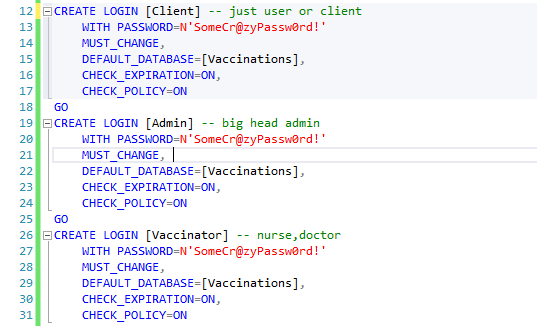 12 CREATE LOGIN [Client] -- just user or client
13 WITH PASSWORD=N'SomeCr@zyPassw0rd!'
14 MUST_CHANGE,
15 DEFAULT_DATABASE=[Vaccinations],
16 CHECK_EXPIRATION=ON,
17 CHECK_POLICY=ON
18 GO
19 CREATE LOGIN [Admin] -- big head admin
20 WITH PASSWORD=N'SomeCr@zyPassw0rd!'
21 MUST_CHANGE,
22 DEFAULT_DATABASE=[Vaccinations],
23 CHECK_EXPIRATION=ON,
24 CHECK_POLICY=ON
25 GO
26 CREATE LOGIN [Vaccinator] -- nurse,doctor
27 WITH PASSWORD=N'SomeCr@zyPassw0rd!'
28 MUST_CHANGE,
29 DEFAULT_DATABASE=[Vaccinations],
30 CHECK_EXPIRATION=ON,
31 CHECK_POLICY=ON